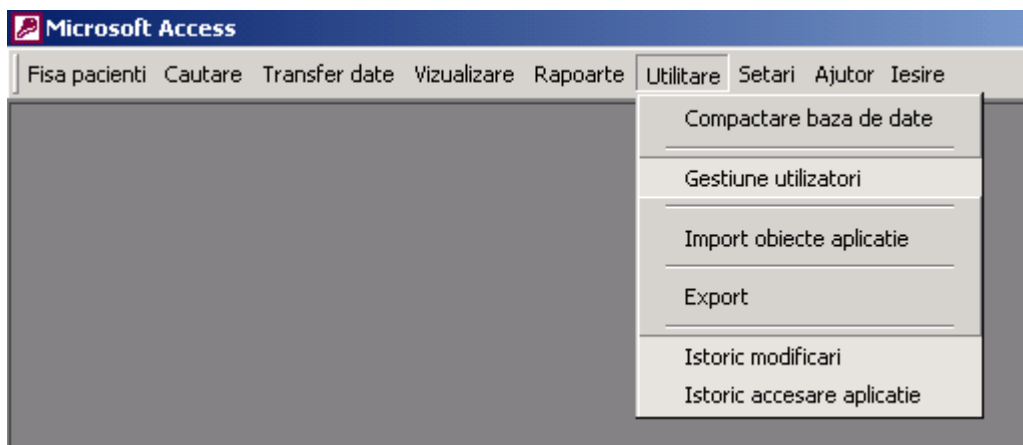 Microsoft Access
Fisa pacienti Cautare Transfer date Vizualizare Rapoarte Utilitare Setari Ajutor Iesire
Compactare baza de date
Gestiune utilizatori
Import obiecte aplicatie
Export
Istoric modificari
Istoric accesare aplicatie